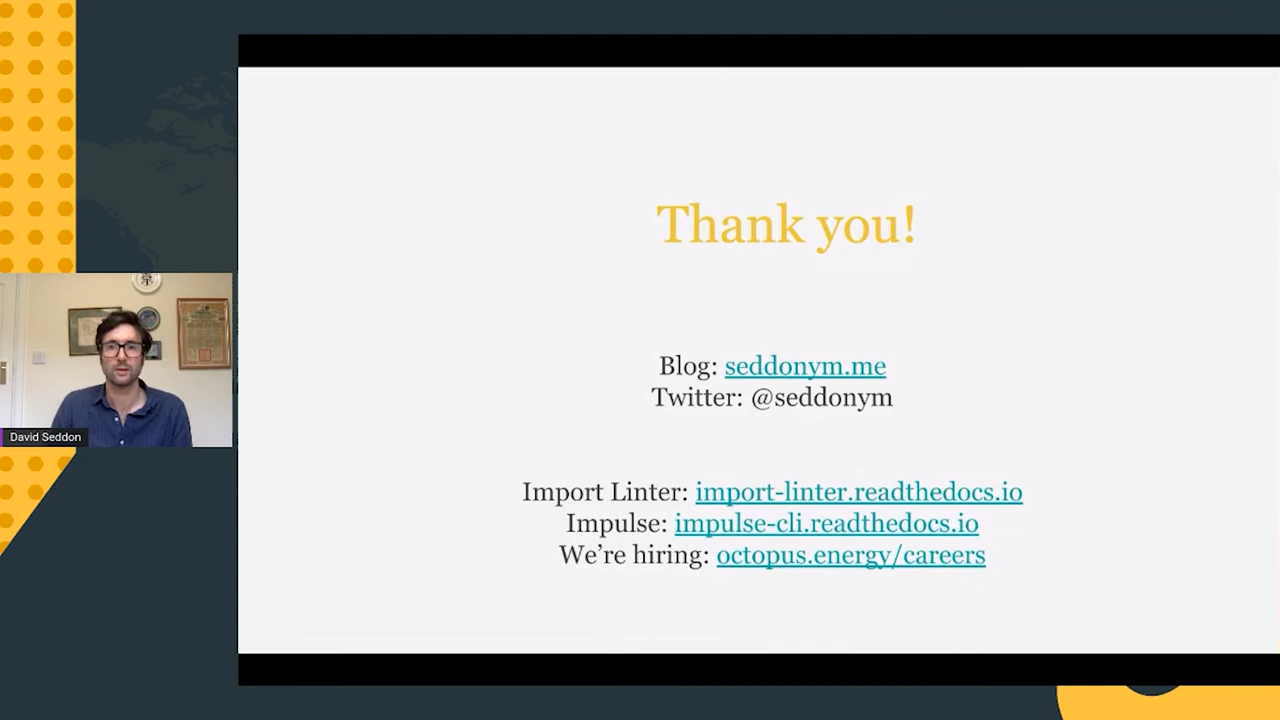 Thank you!
Blog: seddonym.me
Twitter: @seddonym
Import Linter: import-linter.readthedocs.io
Impulse: impulse-cli.readthedocs.io
We're hiring: octopus.energy/careers
David Seddon